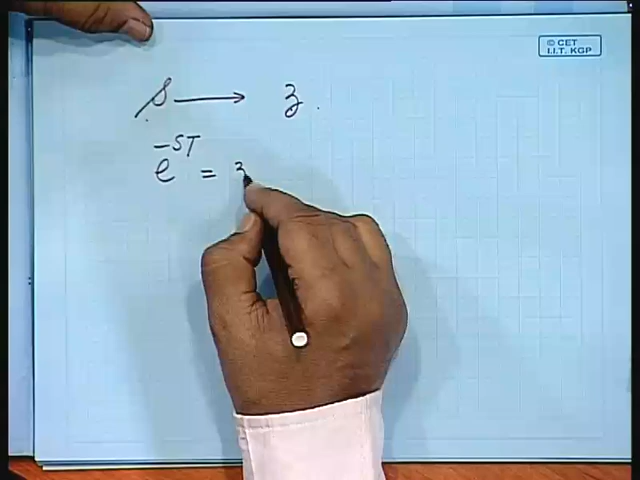 © CET
I.I.T. KGP
s → z
e^{-ST} = z